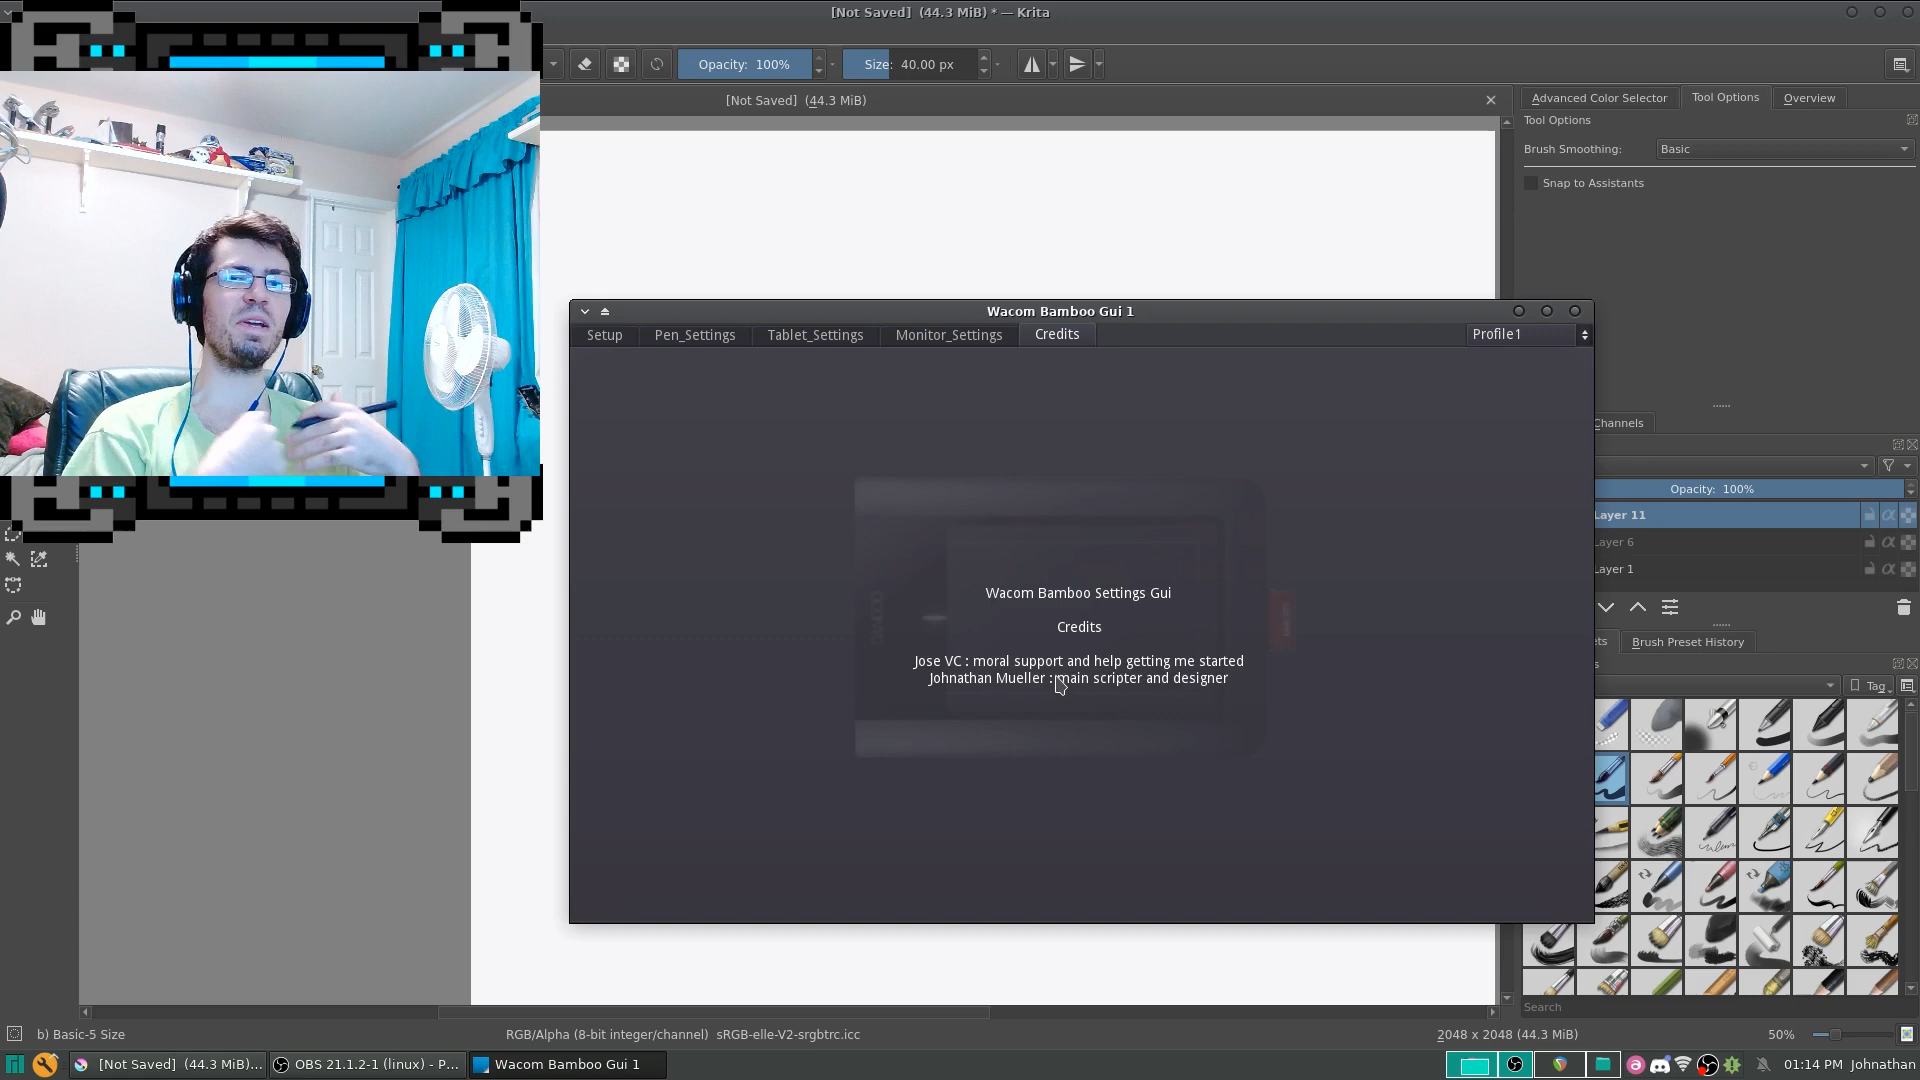 [Not Saved]  (44.3 MiB) * — Krita
Opacity: 100%
Size: 40.00 px
[Not Saved]  (44.3 MiB)
Advanced Color Selector
Tool Options
Overview
Tool Options
Brush Smoothing:
Basic
Snap to Assistants
Wacom Bamboo Gui 1
Setup
Pen_Settings
Tablet_Settings
Monitor_Settings
Credits
Profile1
Wacom Bamboo Settings Gui
Credits
Jose VC : moral support and help getting me started
Johnathan Mueller : main scripter and designer
Channels
Opacity: 100%
Layer 11
Layer 6
Layer 1
Brush Preset History
Tag
Search
b) Basic-5 Size
RGB/Alpha (8-bit integer/channel)  sRGB-elle-V2-srgbtrc.icc
2048 x 2048 (44.3 MiB)
50%
[Not Saved]  (44.3 MiB)...
OBS 21.1.2-1 (linux) - P...
Wacom Bamboo Gui 1
01:14 PM
Johnathan